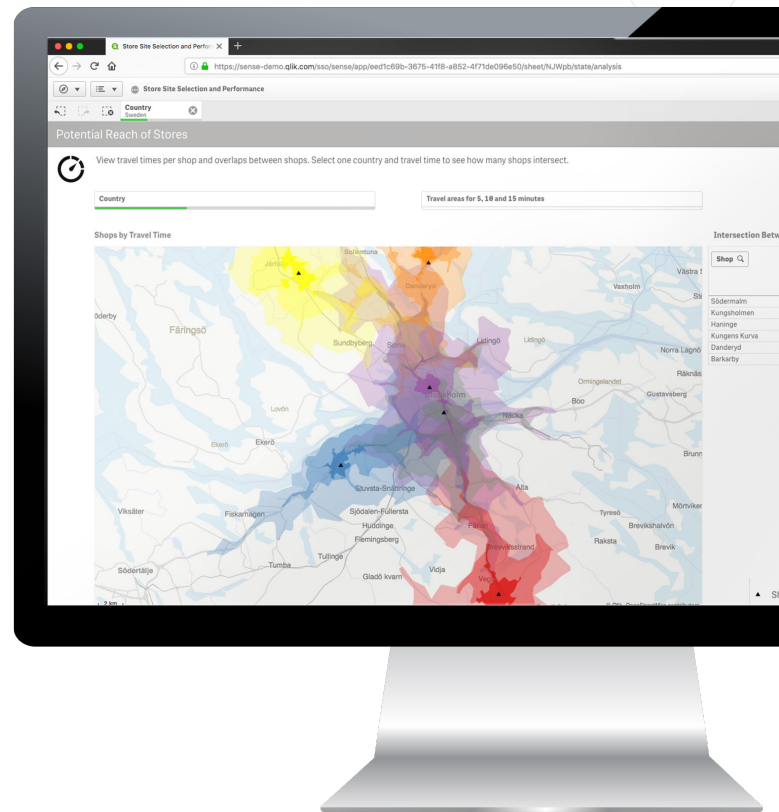 Store Site Selection and Perfor
https://sense-demo.qlik.com/sso/sense/app/eed1c69b-3675-41f8-a852-4f71de096e50/sheet/NJWpb/state/analysis
Store Site Selection and Performance
Country
Sweden
Potential Reach of Stores
View travel times per shop and overlaps between shops. Select one country and travel time to see how many shops intersect.
Country
Travel areas for 5, 10 and 15 minutes
Shops by Travel Time
Intersection Betw
Shop
Södermalm
Kungsholmen
Haninge
Kungens Kurva
Danderyd
Barkarby
Sollentuna
Danderyd
Västra
Vaxholm
Färingsö
Sundbyberg
Lidingö
Lidingö
Norra Lagnö
Räknäs
Ormingelandet
Gustavsberg
Boo
Lovön
Nacka
Ekerö
Ekerö
Brunn
Stuvsta-Snättringe
Älta
Viksäter
Fiskarhagen
Sjödalen-Fullersta
Huddinge
Flemingsberg
Tyresö
Mörtviken
Brevikshalvön
Raksta
Brevik
Tullinge
Tumba
Södertälje
Vidja
Gladö kvarn
2 km